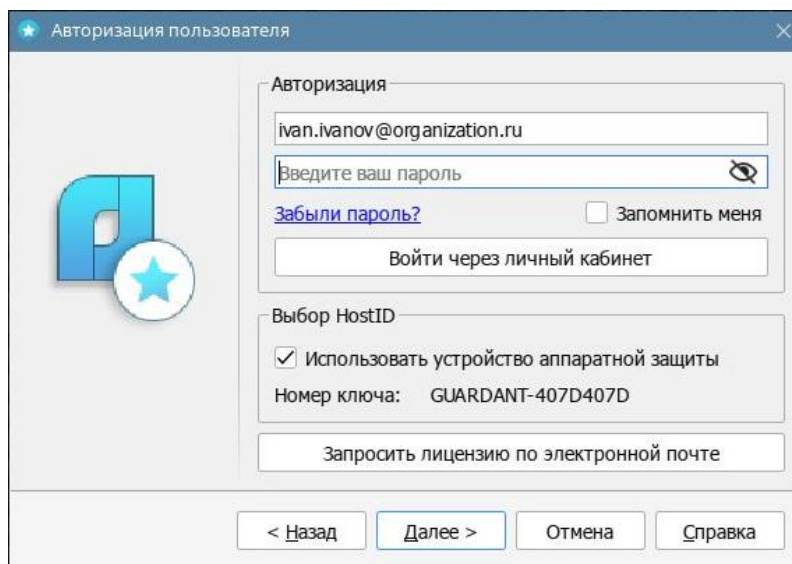 Авторизация пользователя
Авторизация
ivan.ivanov@organization.ru
Введите ваш пароль
Забыли пароль? Запомнить меня
Войти через личный кабинет
Выбор HostID
Использовать устройство аппаратной защиты
Номер ключа: GUARDANT-407D407D
Запросить лицензию по электронной почте
< Назад Далее > Отмена Справка